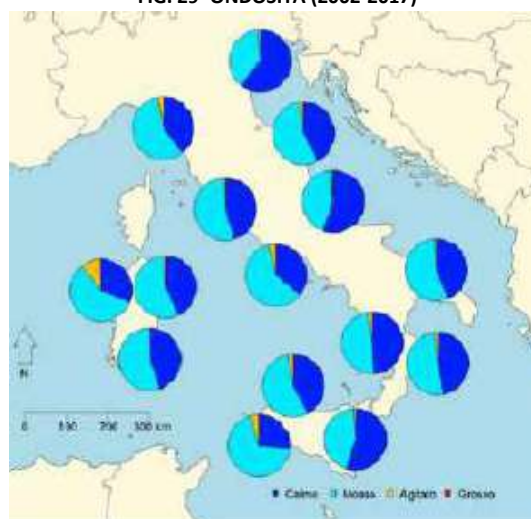 FIG. 29 ONDOSITÀ (2002-2017)
N
0 100 200 300 km
Calmo Mosso Agitato Grosso